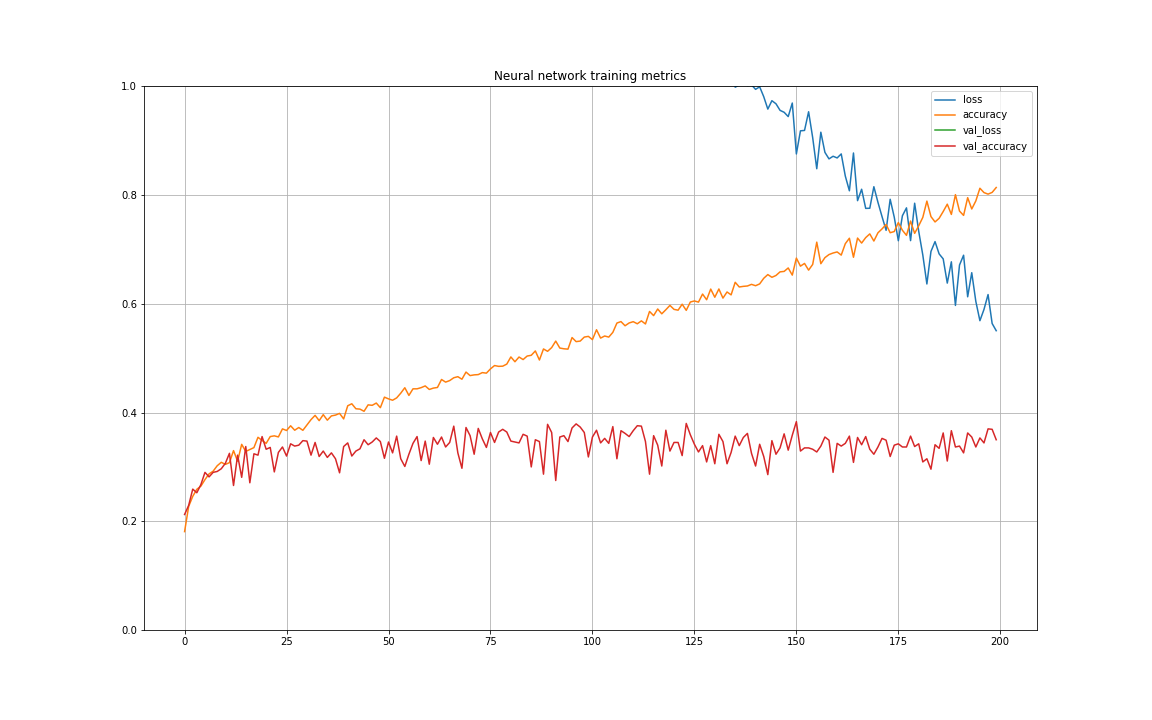 Neural network training metrics
1.0
0.8
0.6
0.4
0.2
0.0
loss
accuracy
val_loss
val_accuracy
0 25 50 75 100 125 150 175 200